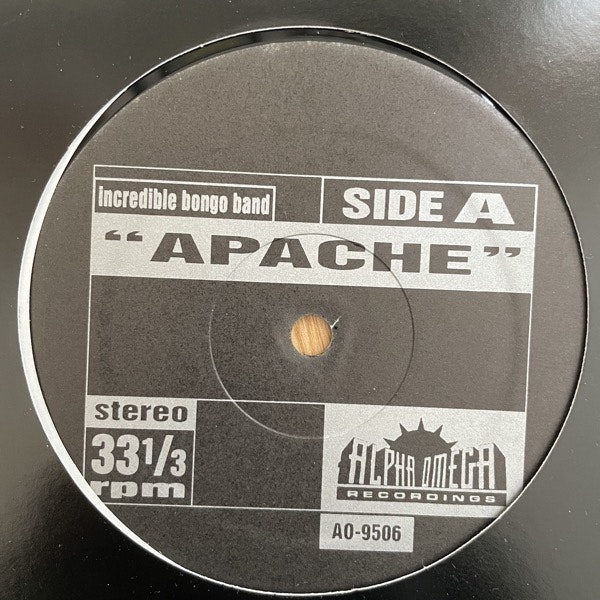 incredible bongo band
SIDE A
“APACHE”
stereo
33 1/3
rpm
ALPHA OMEGA
RECORDINGS
AO-9506